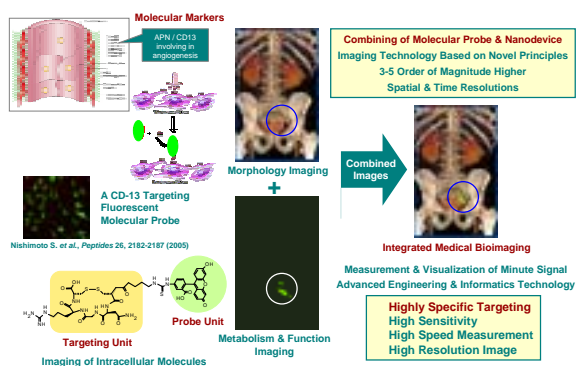 Molecular Markers
APN / CD13
involving in
angiogenesis
A CD-13 Targeting
Fluorescent
Molecular Probe
Nishimoto S. et al., Peptides 26, 2182-2187 (2005)
Targeting Unit
Probe Unit
Imaging of Intracellular Molecules
Morphology Imaging
+
Metabolism & Function
Imaging
Combined
Images
Combining of Molecular Probe & Nanodevice
Imaging Technology Based on Novel Principles
3-5 Order of Magnitude Higher
Spatial & Time Resolutions
Integrated Medical Bioimaging
Measurement & Visualization of Minute Signal
Advanced Engineering & Informatics Technology
Highly Specific Targeting
High Sensitivity
High Speed Measurement
High Resolution Image